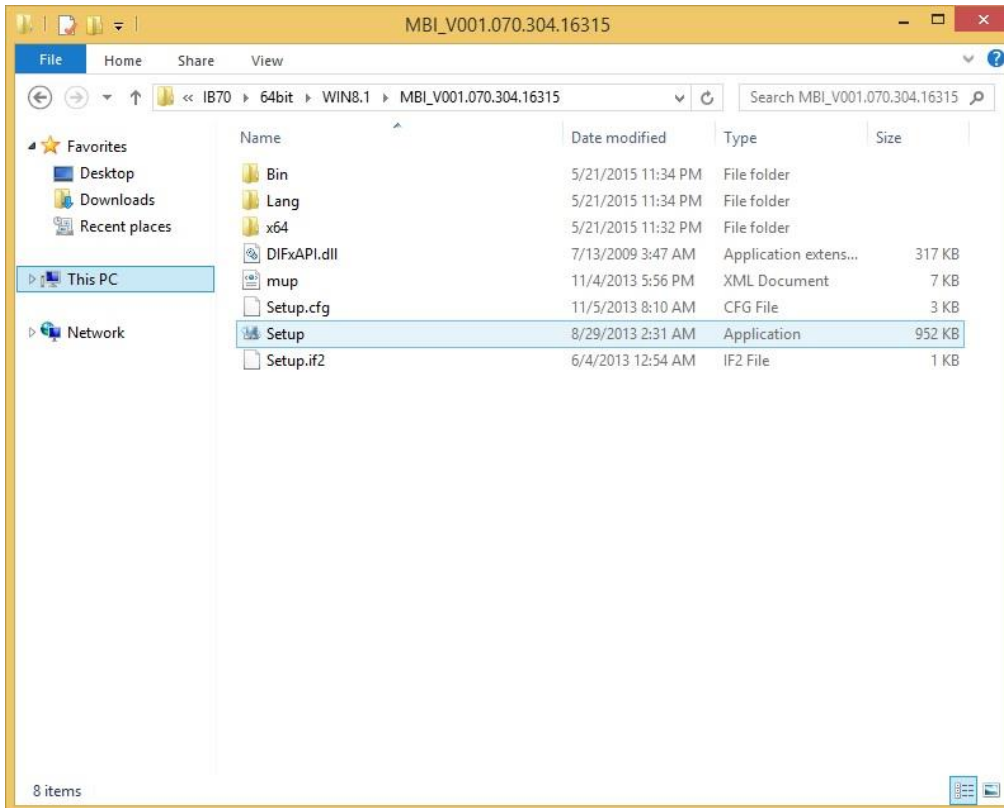 MBI_V001.070.304.16315
File Home Share View
« IB70 64bit WIN8.1 MBI_V001.070.304.16315 Search MBI_V001.070.304.16315
Name Date modified Type Size
Favorites
Desktop
Downloads
Recent places
This PC
Network
Bin 5/21/2015 11:34 PM File folder
Lang 5/21/2015 11:34 PM File folder
x64 5/21/2015 11:32 PM File folder
DIFxAPI.dll 7/13/2009 3:47 AM Application extens... 317 KB
mup 11/4/2013 5:56 PM XML Document 7 KB
Setup.cfg 11/5/2013 8:10 AM CFG File 3 KB
Setup 8/29/2013 2:31 AM Application 952 KB
Setup.if2 6/4/2013 12:54 AM IF2 File 1 KB
8 items